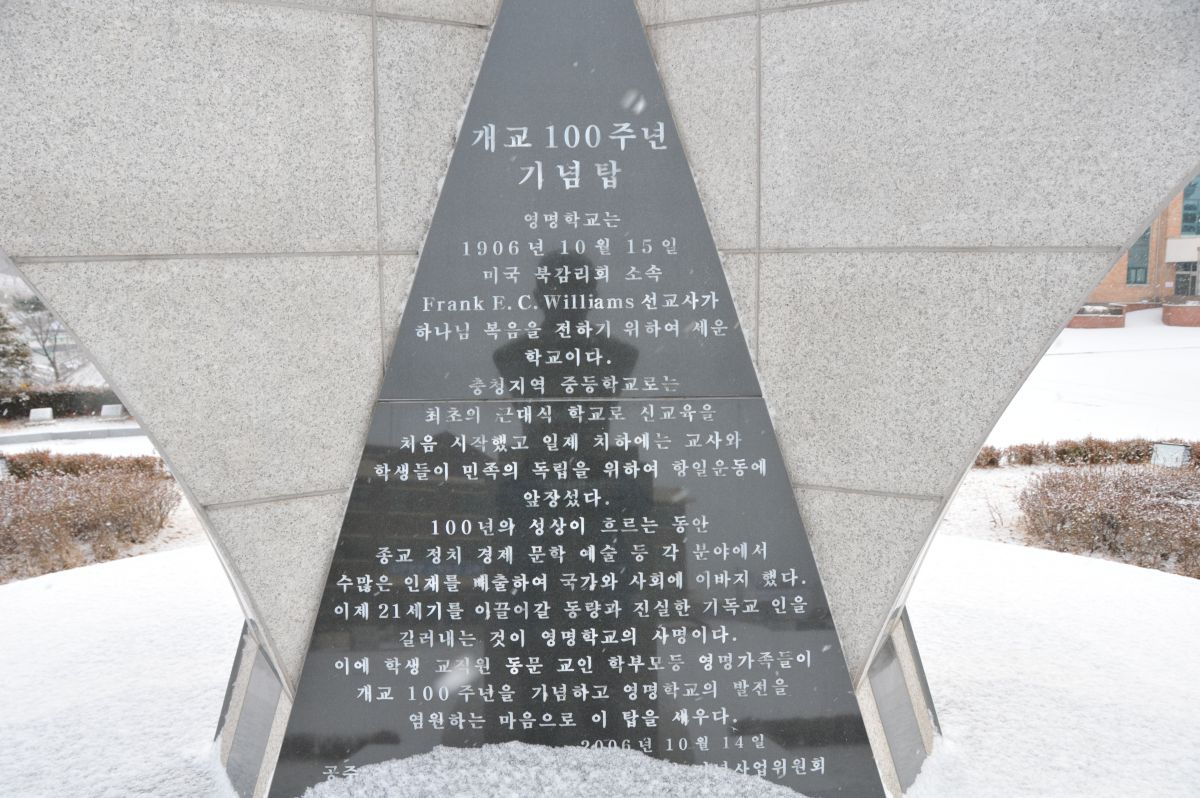 개교 100주년
기념탑
영명학교는
1906년 10월 15일
미국 북감리회 소속
Frank E. C. Williams 선교사가
하나님 복음을 전하기 위하여 세운
학교이다.
충청지역 중등학교로는
최초의 근대식 학교로 신교육을
처음 시작했고 일제 치하에는 교사와
학생들이 민족의 독립을 위하여 항일운동에
앞장섰다.
100년의 성상이 흐르는 동안
종교 정치 경제 문학 예술 등 각 분야에서
수많은 인재를 배출하여 국가와 사회에 이바지 했다.
이제 21세기를 이끌어갈 동량과 진실한 기독교 인을
길러내는 것이 영명학교의 사명이다.
이에 학생 교직원 동문 교인 학부모등 영명가족들이
개교 100주년을 기념하고 영명학교의 발전을
염원하는 마음으로 이 탑을 세우다.
2006년 10월 14일